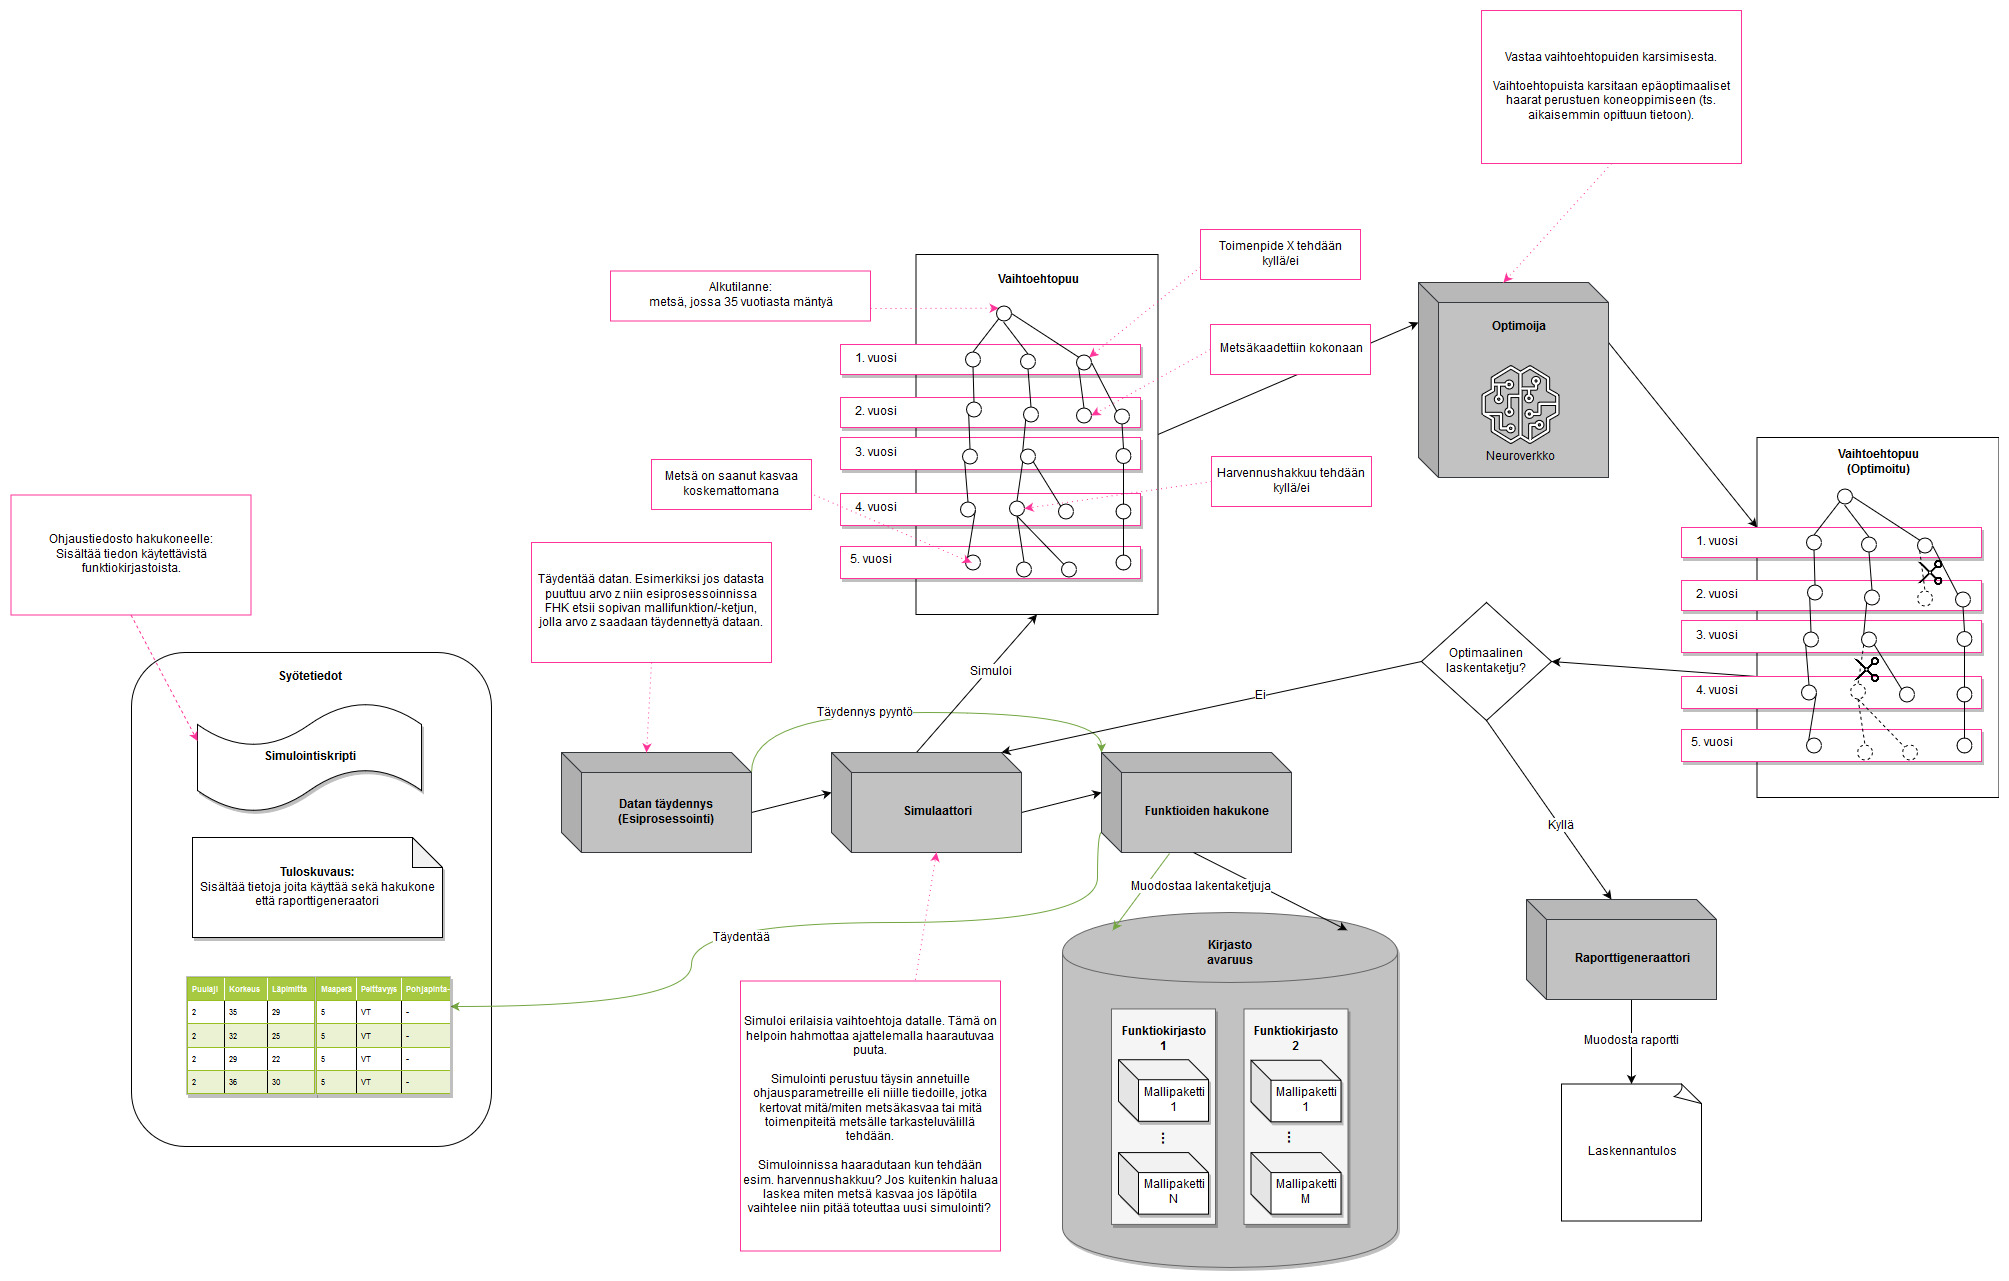 Vastaa vaihtoehtopuiden karsimisesta.
Vaihtoehtopuista karsitaan epäoptimaaliset
haarat perustuen koneoppimiseen (ts.
aikaisemmin opittuun tietoon).
Toimenpide X tehdään
kyllä/ei
Alkutilanne:
metsä, jossa 35 vuotiasta mäntyä
Vaihtoehtopuu
1. vuosi
2. vuosi
3. vuosi
4. vuosi
5. vuosi
Metsäkaadettiin kokonaan
Metsä on saanut kasvaa
koskemattomana
Harvennushakkuu tehdään
kyllä/ei
Optimoija
Neuroverkko
Vaihtoehtopuu
(Optimoitu)
1. vuosi
2. vuosi
3. vuosi
4. vuosi
5. vuosi
Ohjaustiedosto hakukoneelle:
Sisältää tiedon käytettävistä
funktiokirjastoista.
Täydentää datan. Esimerkiksi jos datasta
puuttuu arvo z niin esiprosessoinnissa
FHK etsii sopivan mallifunktion/-ketjun,
jolla arvo z saadaan täydennettyä dataan.
Simuloi
Täydennys pyyntö
Ei
Optimaalinen
laskentaketju?
Kyllä
Syötetiedot
Simulointiskripti
Tuloskuvaus:
Sisältää tietoja joita käyttää sekä hakukone
että raporttigeneraatori
Puulaji Korkeus Läpimitta Maaperä Peittavyys Pohjapinta-
2 35 29 5 VT -
2 32 25 5 VT -
2 29 22 5 VT -
2 36 30 5 VT -
Datan täydennys
(Esiprosessointi)
Simulaattori
Funktioiden hakukone
Muodostaa lakentaketjuja
Täydentää
Simuloi erilaisia vaihtoehtoja datalle. Tämä on
helpoin hahmottaa ajattelemalla haarautuvaa
puuta.
Simulointi perustuu täysin annetuille
ohjausparametreille eli niille tiedoille, jotka
kertovat mitä/miten metsäkasvaa tai mitä
toimenpiteitä metsälle tarkasteluvälillä
tehdään.
Simuloinnissa haaradutaan kun tehdään
esim. harvennushakkuu? Jos kuitenkin haluaa
laskea miten metsä kasvaa jos läpötila
vaihtelee niin pitää toteuttaa uusi simulointi?
Kirjasto
avaruus
Funktiokirjasto
1
Mallipaketti
1
Mallipaketti
N
Funktiokirjasto
2
Mallipaketti
1
Mallipaketti
M
Raporttigeneraattori
Muodosta raportti
Laskennantulos